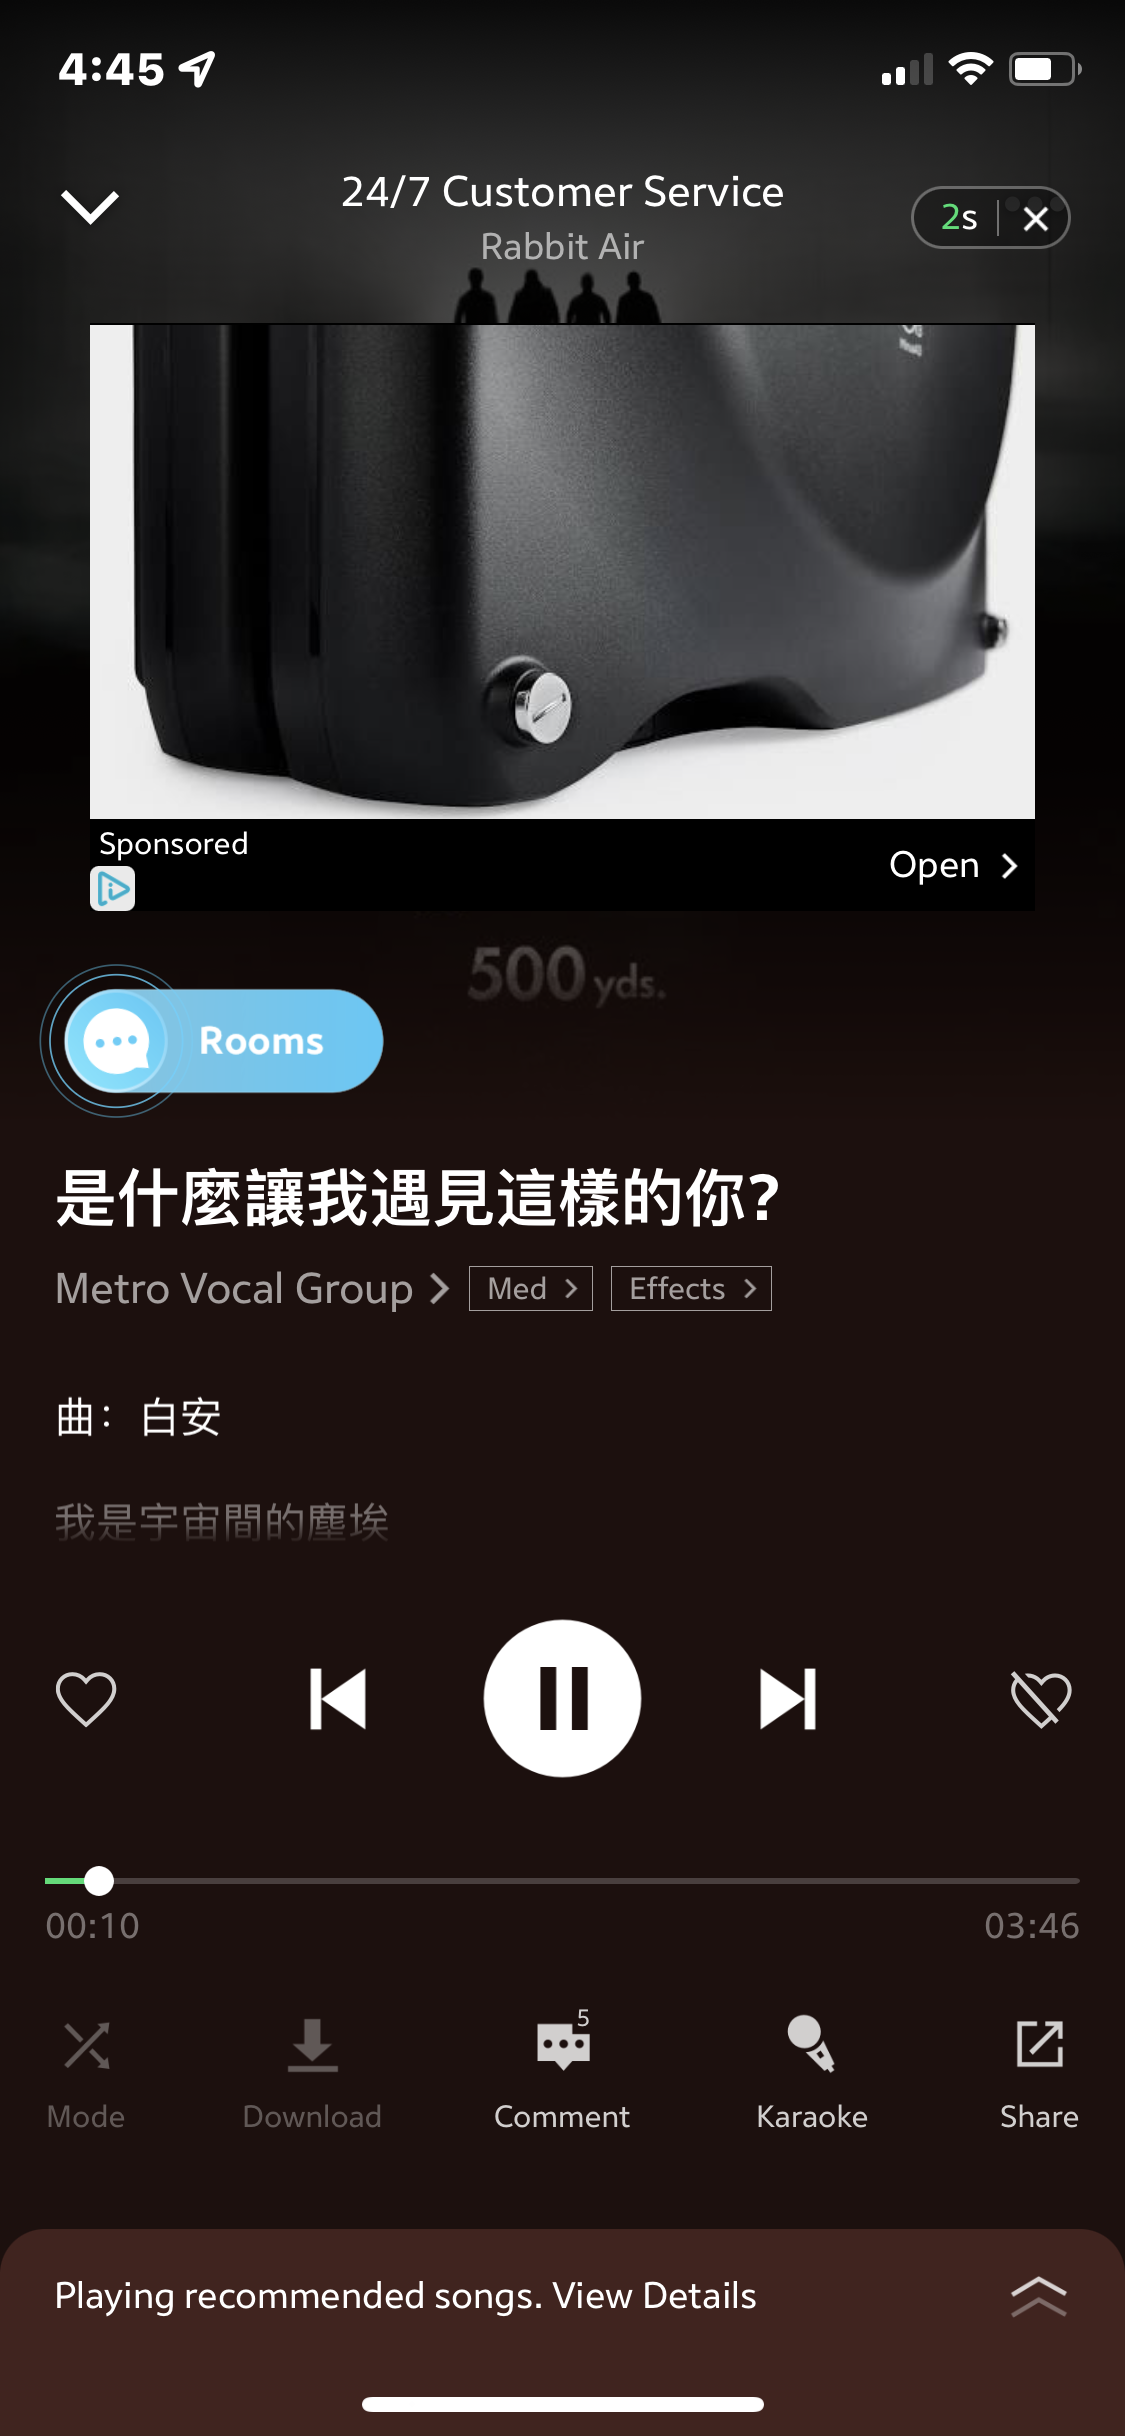 4:45
24/7 Customer Service
Rabbit Air
2s
Sponsored
Open
500 yds.
Rooms
是什麼讓我遇見這樣的你?
Metro Vocal Group
Med
Effects
曲: 白安
我是宇宙間的塵埃
00:10
03:46
5
Mode
Download
Comment
Karaoke
Share
Playing recommended songs. View Details